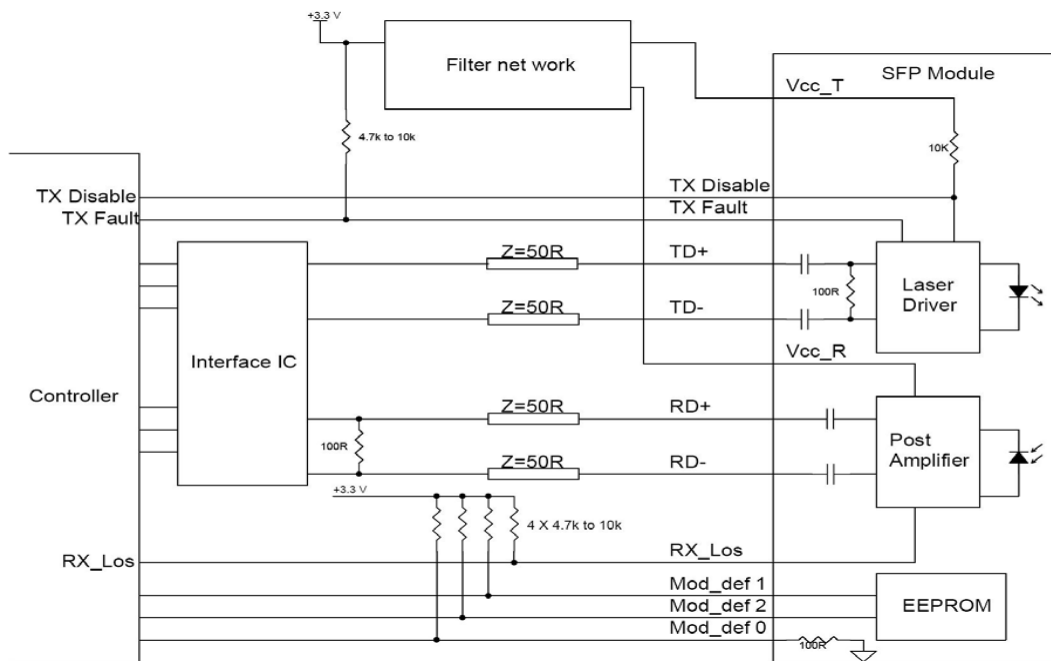 +3.3 V
Filter net work
SFP Module
Vcc_T
4.7k to 10k
10K
TX Disable
TX Disable
TX Fault
TX Fault
Z=50R
TD+
100R
Laser
Driver
Z=50R
TD-
Interface IC
Vcc_R
Controller
Z=50R
RD+
100R
Post
Amplifier
Z=50R
RD-
+3.3 V
4 X 4.7k to 10k
RX_Los
RX_Los
Mod_def 1
Mod_def 2
EEPROM
Mod_def 0
100R